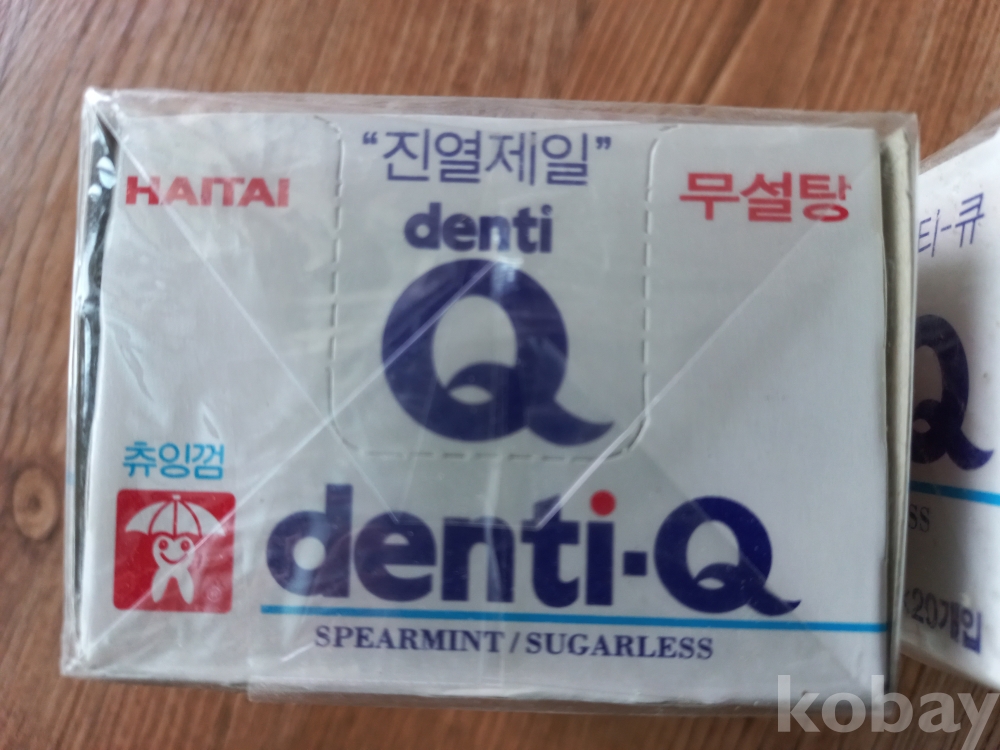 “진열제일”
HAITAI
무설탕
denti
Q
츄잉껌
denti-Q
SPEARMINT/SUGARLESS
티-큐
Q
SS
×20개입
kobay